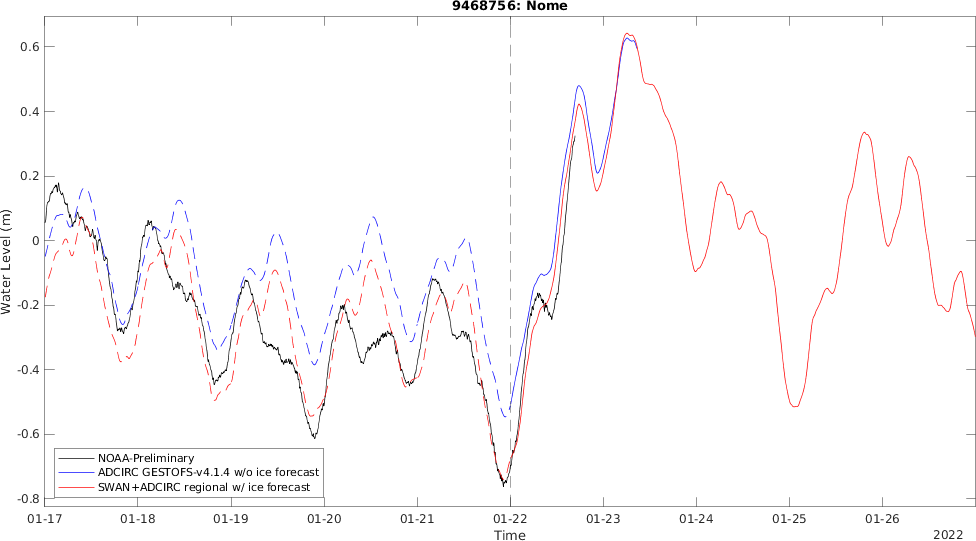 9468756: Nome
0.6
0.4
0.2
0
-0.2
-0.4
-0.6
-0.8
Water Level (m)
NOAA-Preliminary
ADCIRC GESTOFS-v4.1.4 w/o ice forecast
SWAN+ADCIRC regional w/ ice forecast
01-17 01-18 01-19 01-20 01-21 01-22 01-23 01-24 01-25 01-26
Time
2022